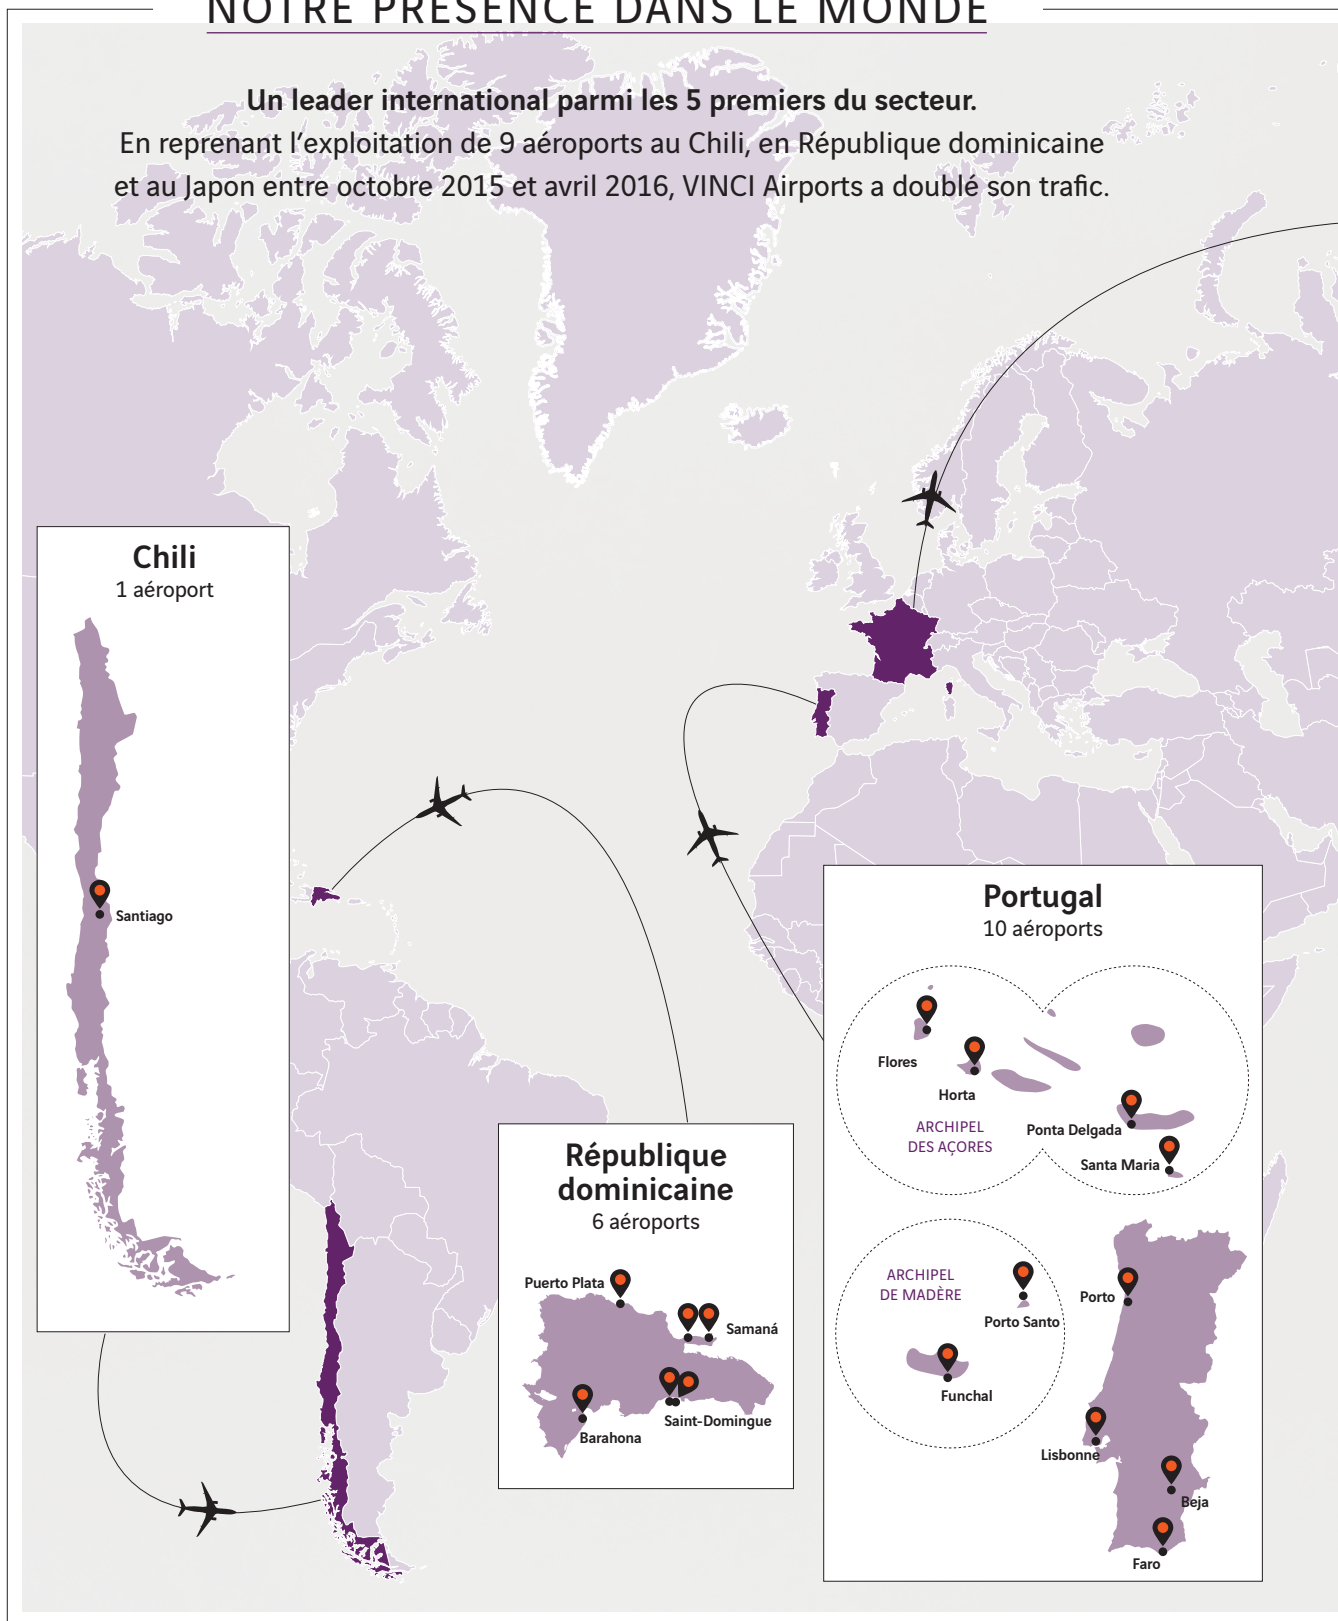 NOTRE PRÉSENCE DANS LE MONDE
Un leader international parmi les 5 premiers du secteur.
En reprenant l’exploitation de 9 aéroports au Chili, en République dominicaine
et au Japon entre octobre 2015 et avril 2016, VINCI Airports a doublé son trafic.
Chili
1 aéroport
Santiago
République
dominicaine
6 aéroports
Puerto Plata
Samaná
Saint-Domingue
Barahona
Portugal
10 aéroports
Flores
Horta
ARCHIPEL
DES AÇORES
Ponta Delgada
Santa Maria
ARCHIPEL
DE MADÈRE
Porto Santo
Funchal
Porto
Lisbonne
Beja
Faro